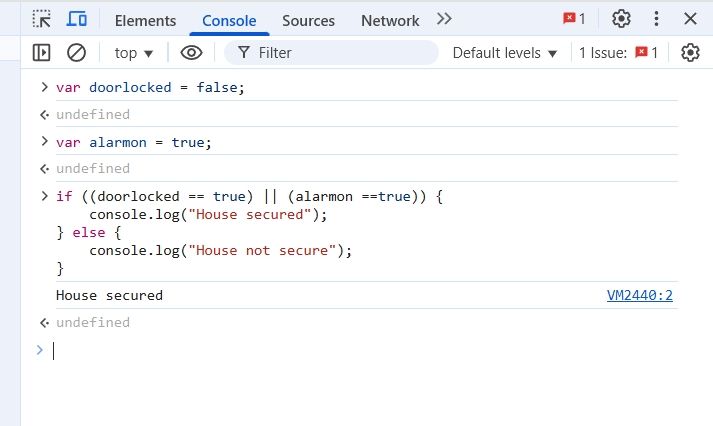 Elements Console Sources Network 1
top Filter Default levels 1 Issue: 1
var doorlocked = false;
undefined
var alarmon = true;
undefined
if ((doorlocked == true) || (alarmon ==true)) {
    console.log("House secured");
} else {
    console.log("House not secure");
}
House secured VM2440:2
undefined